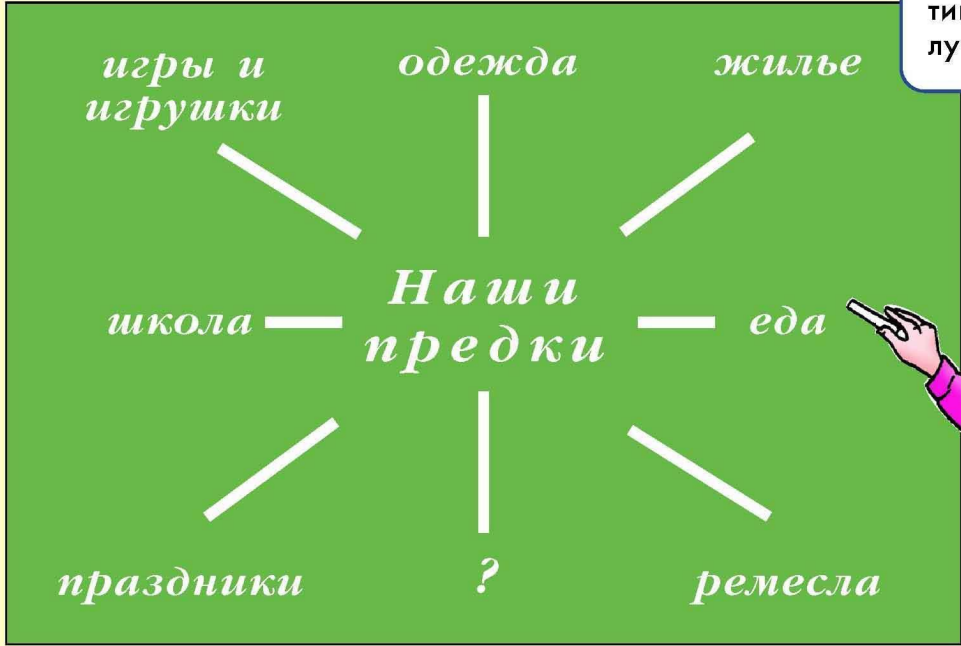 игры и
игрушки
одежда
жилье
школа
Наши
предки
еда
праздники
?
ремесла